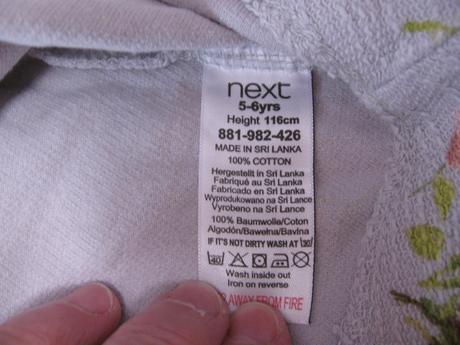 next
5-6yrs
Height 116cm
881-982-426
MADE IN SRI LANKA
100% COTTON
Hergestellt in Sri Lanka
Fabriqué au Sri Lanka
Fabricado en Sri Lanka
Wyprodukowano na Sri Lance
Vyrobeno na Srí Lance
100% Baumwolle/Coton
Algodón/Bawełna/Bavlna
IF IT'S NOT DIRTY WASH AT 30
40
Wash inside out
Iron on reverse
AWAY FROM FIRE